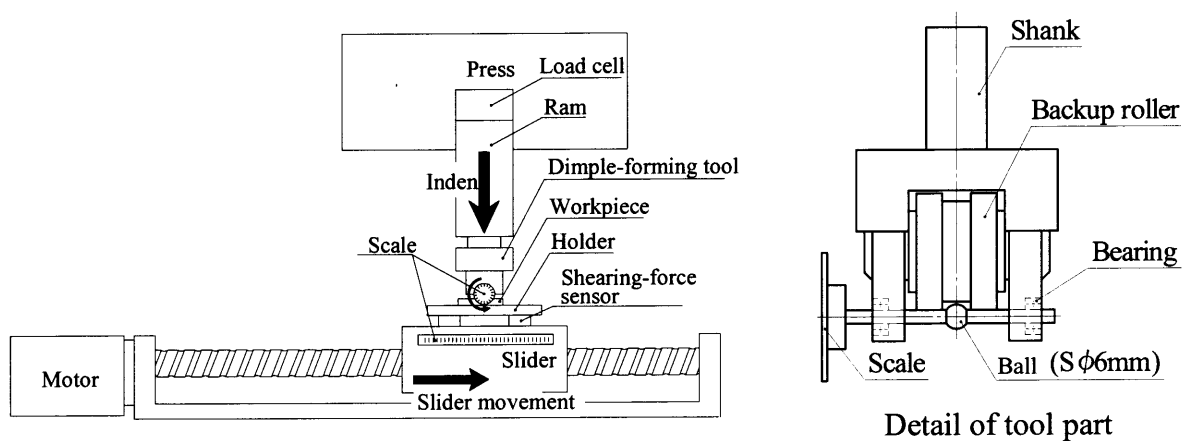 Press
Load cell
Ram
Inden
Dimple-forming tool
Workpiece
Scale
Holder
Shearing-force
sensor
Slider
Motor
Slider movement
Shank
Backup roller
Bearing
Scale
Ball (Sϕ6mm)
Detail of tool part